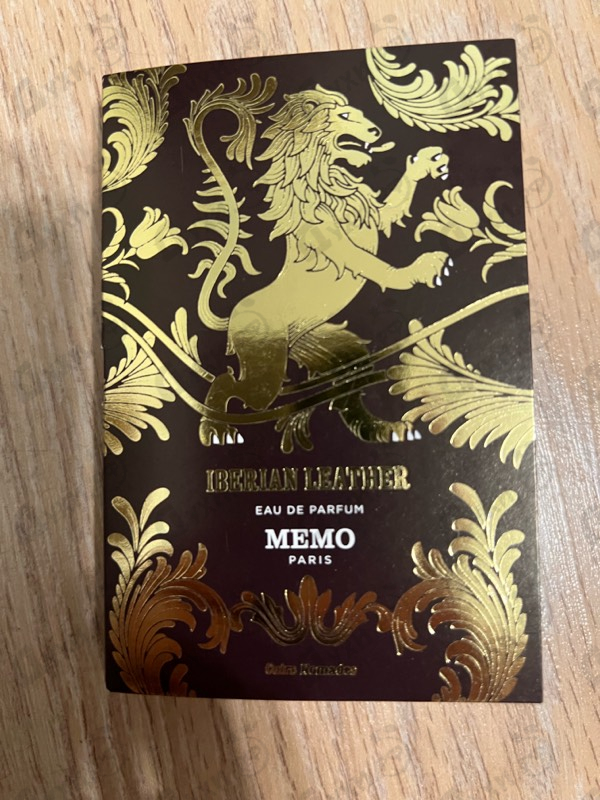 IBERIAN LEATHER
EAU DE PARFUM
MEMO
PARIS
Cuirs Nomades